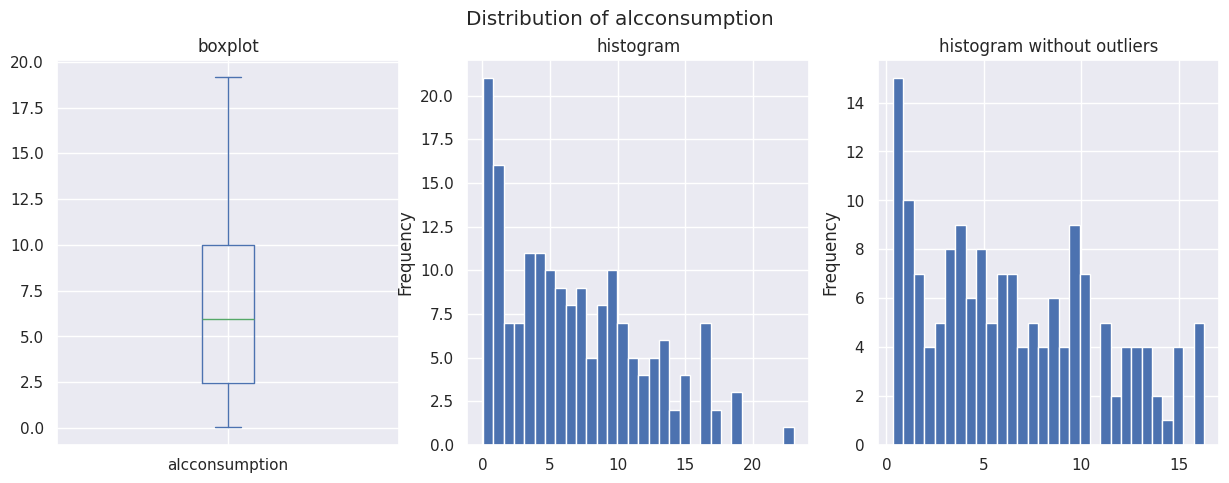 Distribution of alcconsumption
boxplot
20.0
17.5
15.0
12.5
10.0
7.5
5.0
2.5
0.0
alcconsumption
histogram
Frequency
20.0
17.5
15.0
12.5
10.0
7.5
5.0
2.5
0.0
0 5 10 15 20
histogram without outliers
Frequency
14
12
10
8
6
4
2
0
0 5 10 15